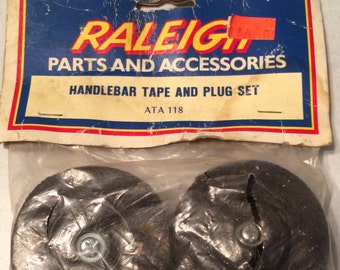 RALEIGH
PARTS AND ACCESSORIES
HANDLEBAR TAPE AND PLUG SET
ATA 118